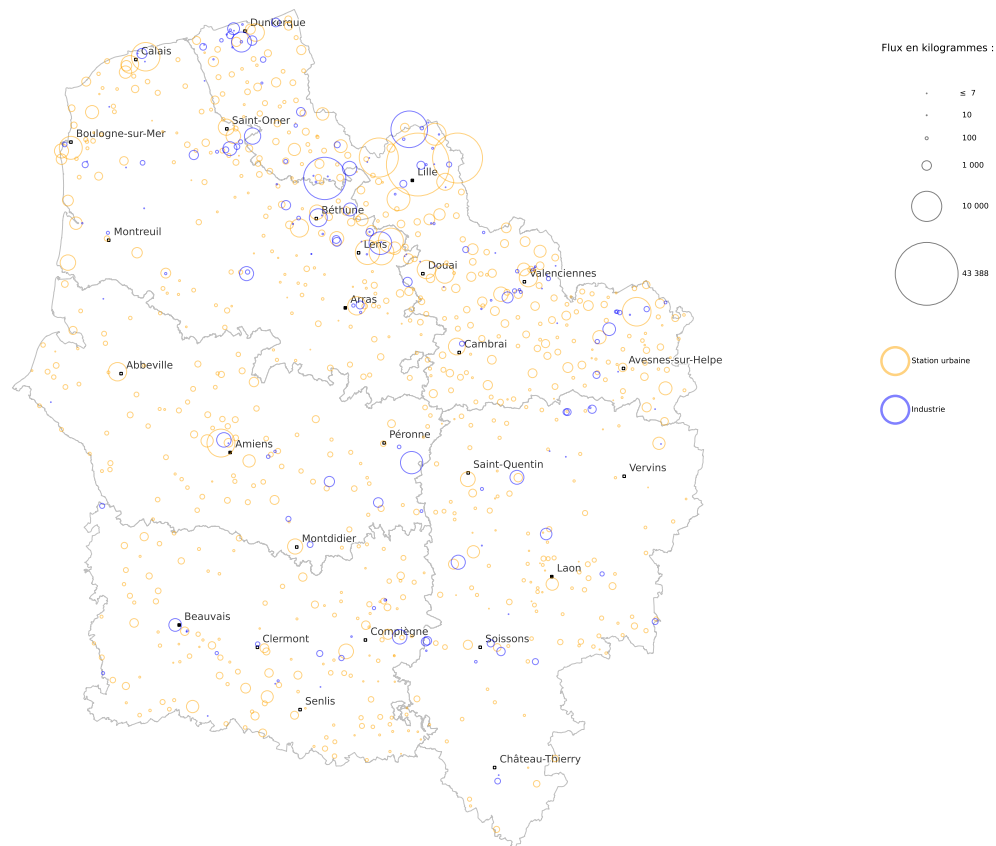 Dunkerque
Flux en kilogrammes :
Calais
≤ 7
10
Saint-Omer
Boulogne-sur-Mer
100
1 000
Lille
10 000
Béthune
Montreuil
Lens
Douai
Valenciennes
43 388
Arras
Cambrai
Avesnes-sur-Helpe
Station urbaine
Abbeville
Industrie
Péronne
Amiens
Saint-Quentin
Vervins
Montdidier
Laon
Beauvais
Compiègne
Clermont
Soissons
Senlis
Château-Thierry